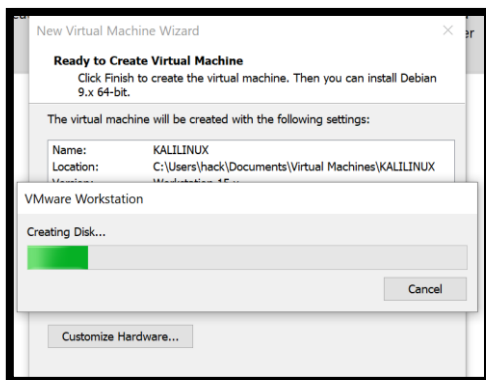 New Virtual Machine Wizard
Ready to Create Virtual Machine
Click Finish to create the virtual machine. Then you can install Debian
9.x 64-bit.
The virtual machine will be created with the following settings:
Name: KALILINUX
Location: C:\Users\hack\Documents\Virtual Machines\KALILINUX
VMware Workstation
Creating Disk...
Cancel
Customize Hardware...